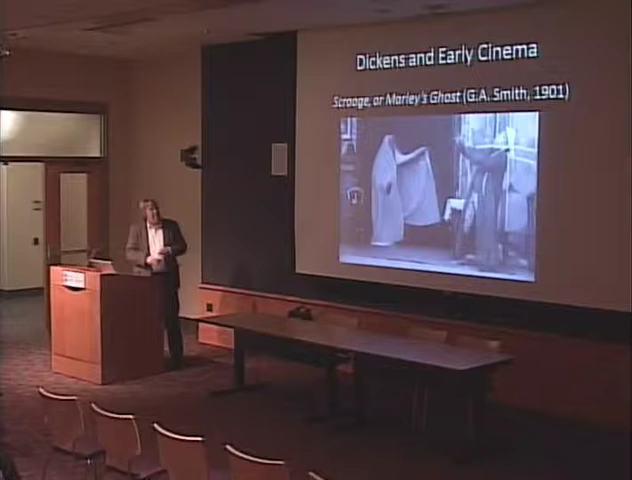 Dickens and Early Cinema
Scrooge, or Marley's Ghost (G.A. Smith, 1901)